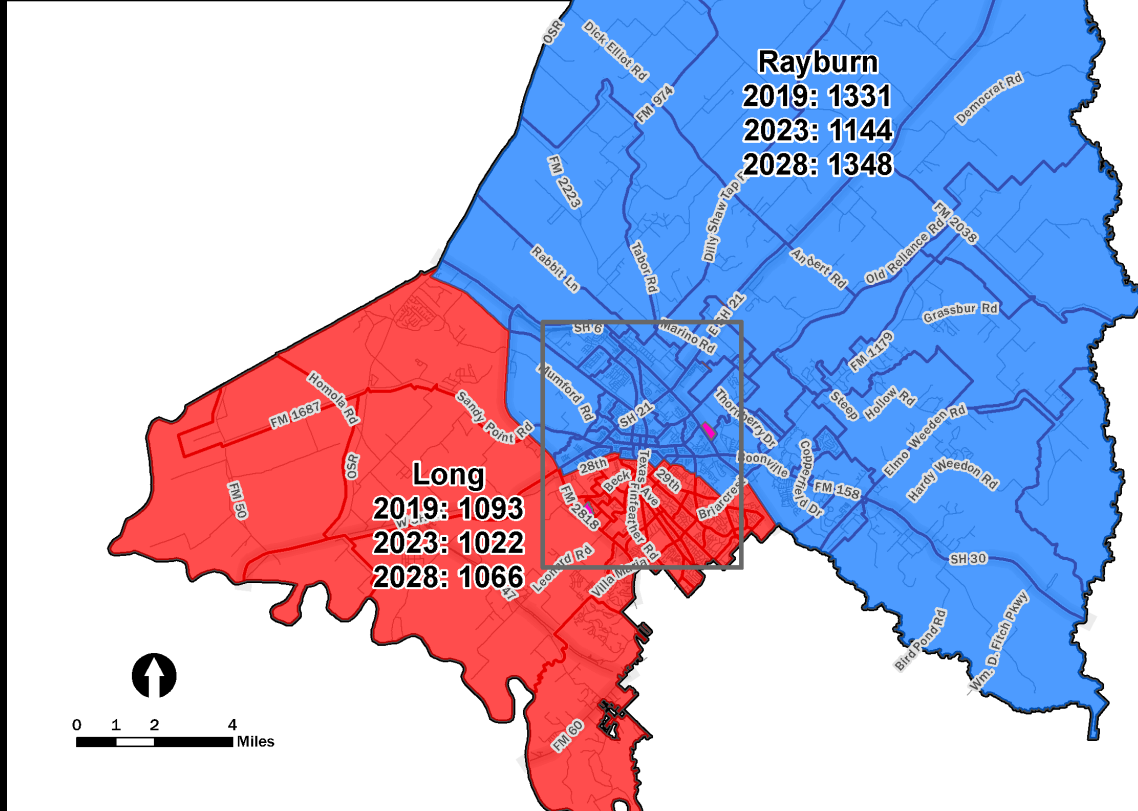 OSR
Dick Elliot Rd
FM 974
Rayburn
2019: 1331
2023: 1144
2028: 1348
Democrat Rd
FM 2223
Dilly Shaw Tap
FM 2038
Old Reliance Rd
Rabbit Ln
Tabor Rd
E SH 21
Grassbur Rd
SH 6
Marino Rd
FM 1179
Homola Rd
FM 1687
Mumford Rd
Sandy Point Rd
SH 21
Thornberry Dr
Steep Hollow Rd
Elmo Weedon Rd
Hardy Weedon Rd
OSR
Long
2019: 1093
2023: 1022
2028: 1066
28th
Beck
Texas Ave
29th
Boonville
Copperfield Dr
FM 158
FM 50
FM 2818
Finfeather Rd
Briarcrest
Leonard Rd
Villa Maria
47
SH 30
Bird Pond Rd
Wm. D. Fitch Pkwy
FM 60
0 1 2 4
Miles